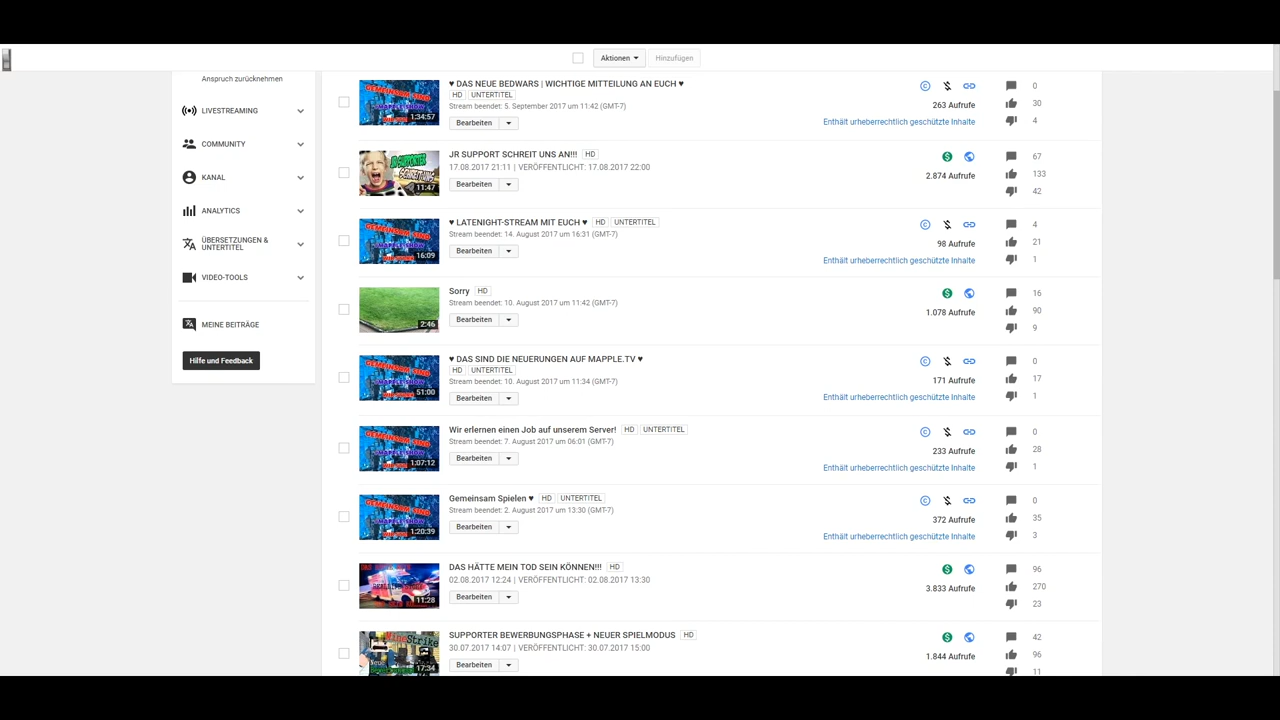 Aktionen Hinzufügen
Anspruch zurücknehmen
LIVESTREAMING
COMMUNITY
KANAL
ANALYTICS
ÜBERSETZUNGEN &
UNTERTITEL
VIDEO-TOOLS
MEINE BEITRÄGE
Hilfe und Feedback
♥ DAS NEUE BEDWARS | WICHTIGE MITTEILUNG AN EUCH ♥
HD UNTERTITEL
Stream beendet: 5. September 2017 um 11:42 (GMT-7)
Bearbeiten
GEMEINSAM SIND
1:34:57
0
30
4
263 Aufrufe
Enthält urheberrechtlich geschützte Inhalte
JR SUPPORT SCHREIT UNS AN!!! HD
17.08.2017 21:11 | VERÖFFENTLICHT: 17.08.2017 22:00
Bearbeiten
11:47
67
133
42
2.874 Aufrufe
♥ LATENIGHT-STREAM MIT EUCH ♥ HD UNTERTITEL
Stream beendet: 14. August 2017 um 16:31 (GMT-7)
Bearbeiten
GEMEINSAM SIND
16:09
4
21
1
98 Aufrufe
Enthält urheberrechtlich geschützte Inhalte
Sorry HD
Stream beendet: 10. August 2017 um 11:42 (GMT-7)
Bearbeiten
2:46
16
90
9
1.078 Aufrufe
♥ DAS SIND DIE NEUERUNGEN AUF MAPPLE.TV ♥
HD UNTERTITEL
Stream beendet: 10. August 2017 um 11:34 (GMT-7)
Bearbeiten
GEMEINSAM SIND
51:00
0
17
1
171 Aufrufe
Enthält urheberrechtlich geschützte Inhalte
Wir erlernen einen Job auf unserem Server! HD UNTERTITEL
Stream beendet: 7. August 2017 um 06:01 (GMT-7)
Bearbeiten
GEMEINSAM SIND
1:07:12
0
28
1
233 Aufrufe
Enthält urheberrechtlich geschützte Inhalte
Gemeinsam Spielen ♥ HD UNTERTITEL
Stream beendet: 2. August 2017 um 13:30 (GMT-7)
Bearbeiten
GEMEINSAM SIND
1:20:39
0
35
3
372 Aufrufe
Enthält urheberrechtlich geschützte Inhalte
DAS HÄTTE MEIN TOD SEIN KÖNNEN!!! HD
02.08.2017 12:24 | VERÖFFENTLICHT: 02.08.2017 13:30
Bearbeiten
11:28
96
270
23
3.833 Aufrufe
SUPPORTER BEWERBUNGSPHASE + NEUER SPIELMODUS HD
30.07.2017 14:07 | VERÖFFENTLICHT: 30.07.2017 15:00
Bearbeiten
MineStrike
17:34
42
96
11
1.844 Aufrufe